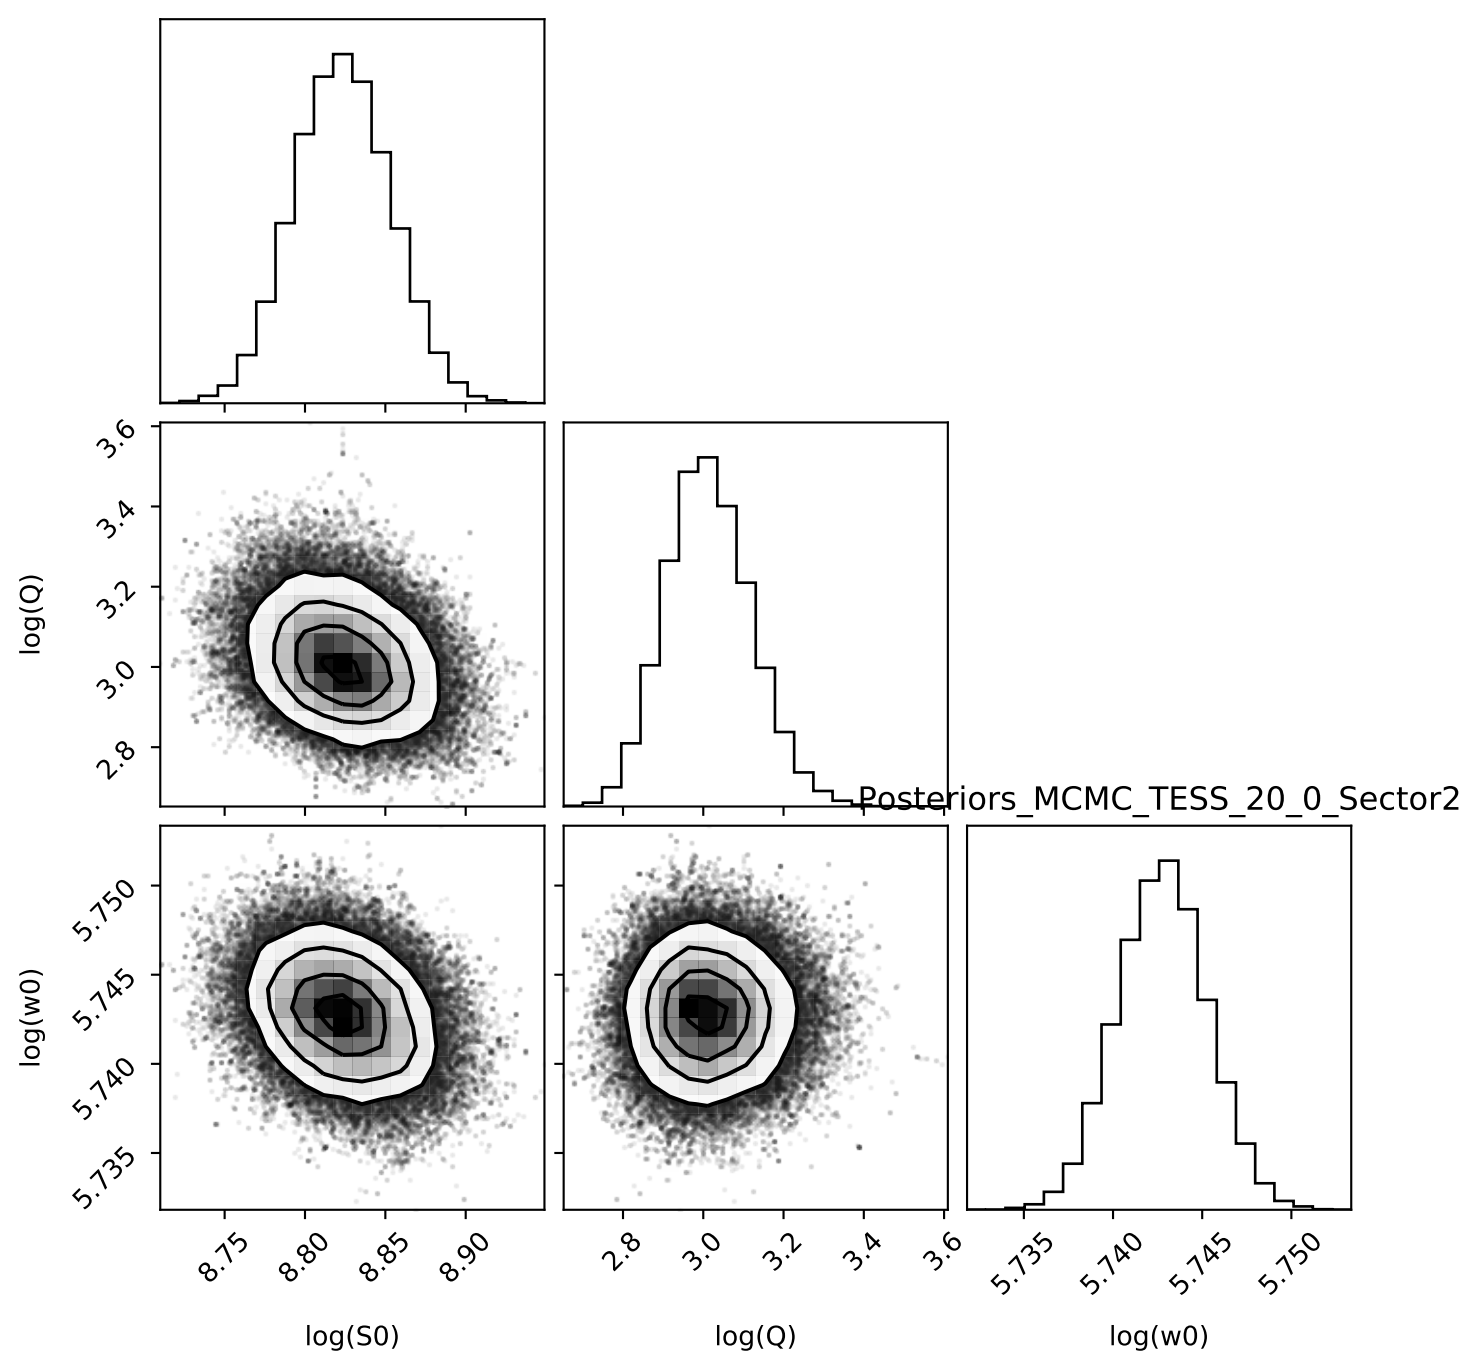 3.6
3.4
3.2
3.0
2.8
log(Q)
Posteriors_MCMC_TESS_20_0_Sector2
5.750
5.745
5.740
5.735
log(w0)
8.75 8.80 8.85 8.90
2.8 3.0 3.2 3.4 3.6
5.735 5.740 5.745 5.750
log(S0) log(Q) log(w0)